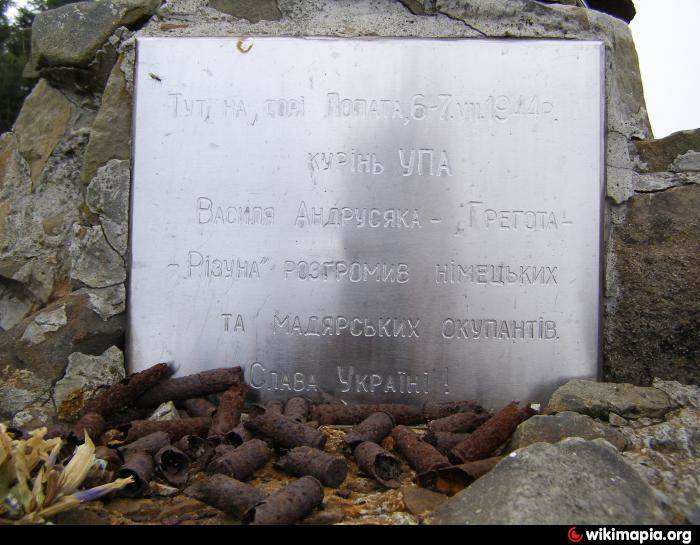 Тут, на горі Лопата, 6-7.VII.1944р.
курінь УПА
Василя Андрусяка - „Грегота-
- Різуна" розгромив німецьких
та мадярських окупантів.
Слава Україні!
wikimapia.org